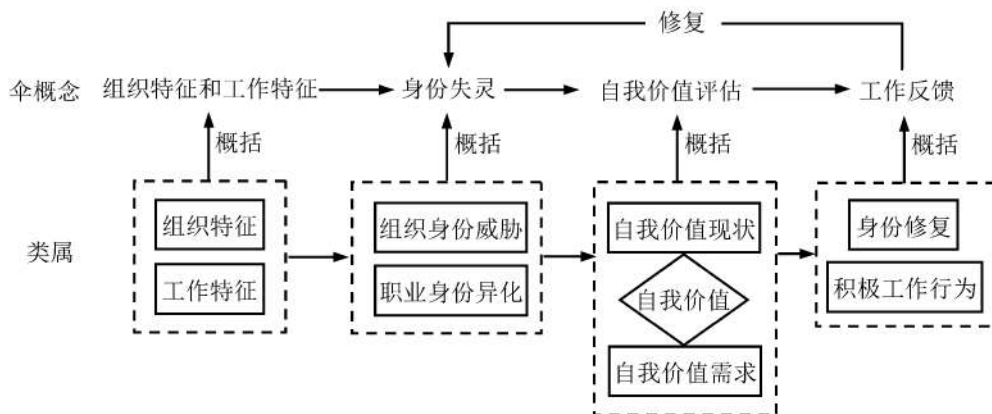 修复
伞概念
组织特征和工作特征
身份失灵
自我价值评估
工作反馈
概括
概括
概括
概括
类属
组织特征
工作特征
组织身份威胁
职业身份异化
自我价值现状
自我价值
自我价值需求
身份修复
积极工作行为